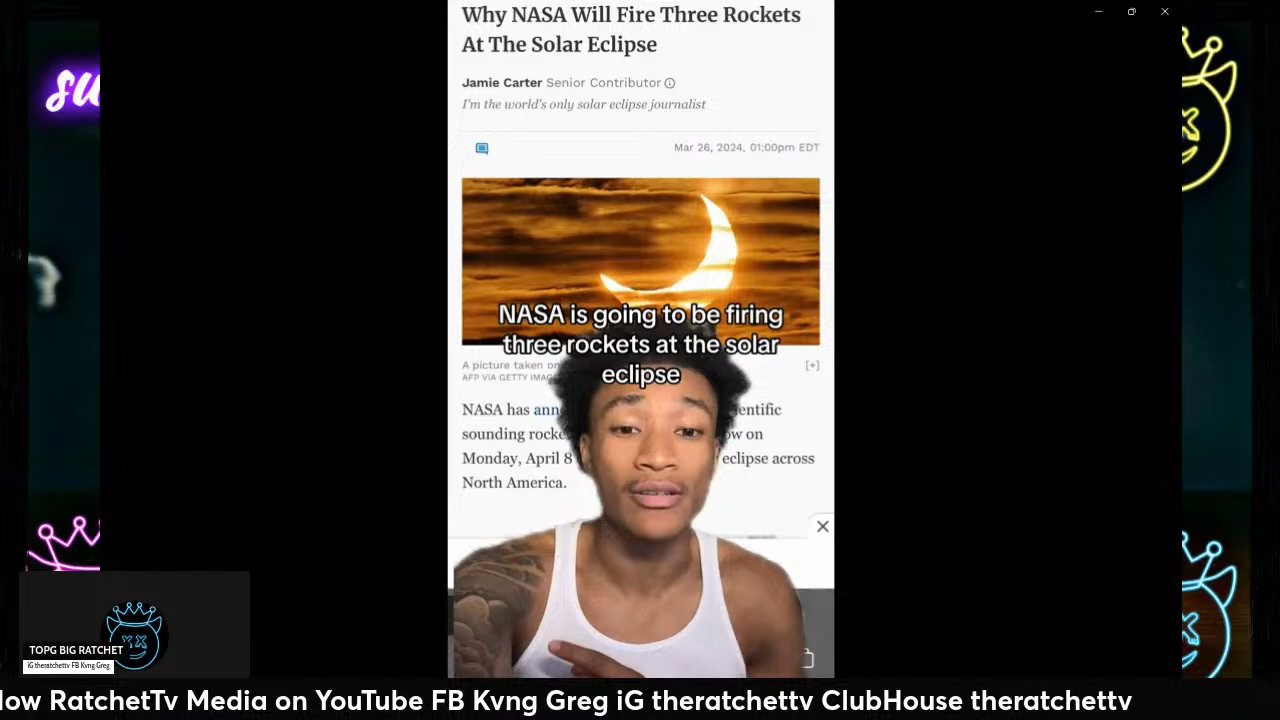 Why NASA Will Fire Three Rockets
At The Solar Eclipse
Jamie Carter Senior Contributor
I'm the world's only solar eclipse journalist
Mar 26, 2024, 01:00pm EDT
NASA is going to be firing
three rockets at the solar
eclipse
A picture taken on
[+]
AFP VIA GETTY IMAG
NASA has ann entific
sounding rocke ow on
Monday, April 8 eclipse across
North America.
TOPG BIG RATCHET
iG theratchettv FB Kvng Greg
low RatchetTv Media on YouTube FB Kvng Greg iG theratchettv ClubHouse theratchettv